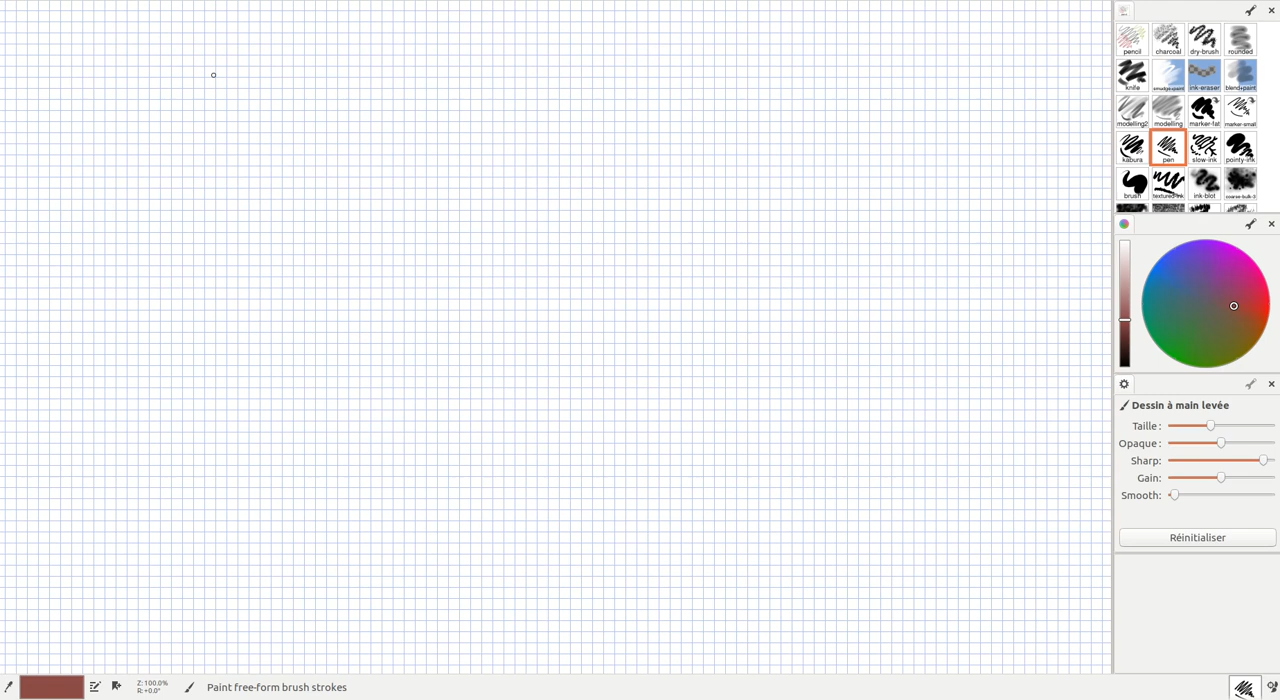 pencil charcoal dry-brush rounded
knife smudge+paint ink-eraser blend+paint
modelling2 modelling marker-fat marker-small
kabura pen slow-ink pointy-ink
brush textured-ink ink-blot coarse-bulk-3
Dessin à main levée
Taille :
Opaque :
Sharp:
Gain:
Smooth:
Réinitialiser
Z: 100.0%
R: +0.0°
Paint free-form brush strokes